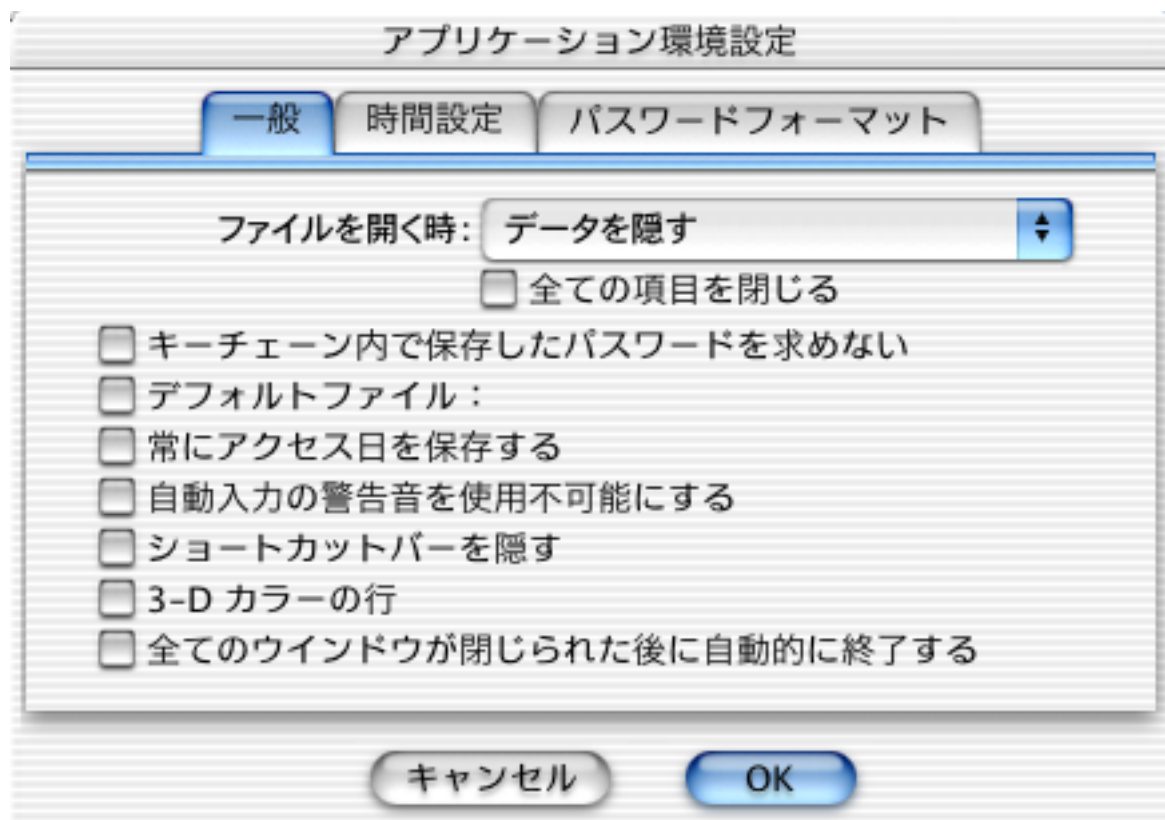 アプリケーション環境設定
一般 時間設定 パスワードフォーマット
ファイルを開く時: データを隠す
全ての項目を閉じる
キーチェーン内で保存したパスワードを求めない
デフォルトファイル：
常にアクセス日を保存する
自動入力の警告音を使用不可能にする
ショートカットバーを隠す
3-D カラーの行
全てのウインドウが閉じられた後に自動的に終了する
キャンセル OK